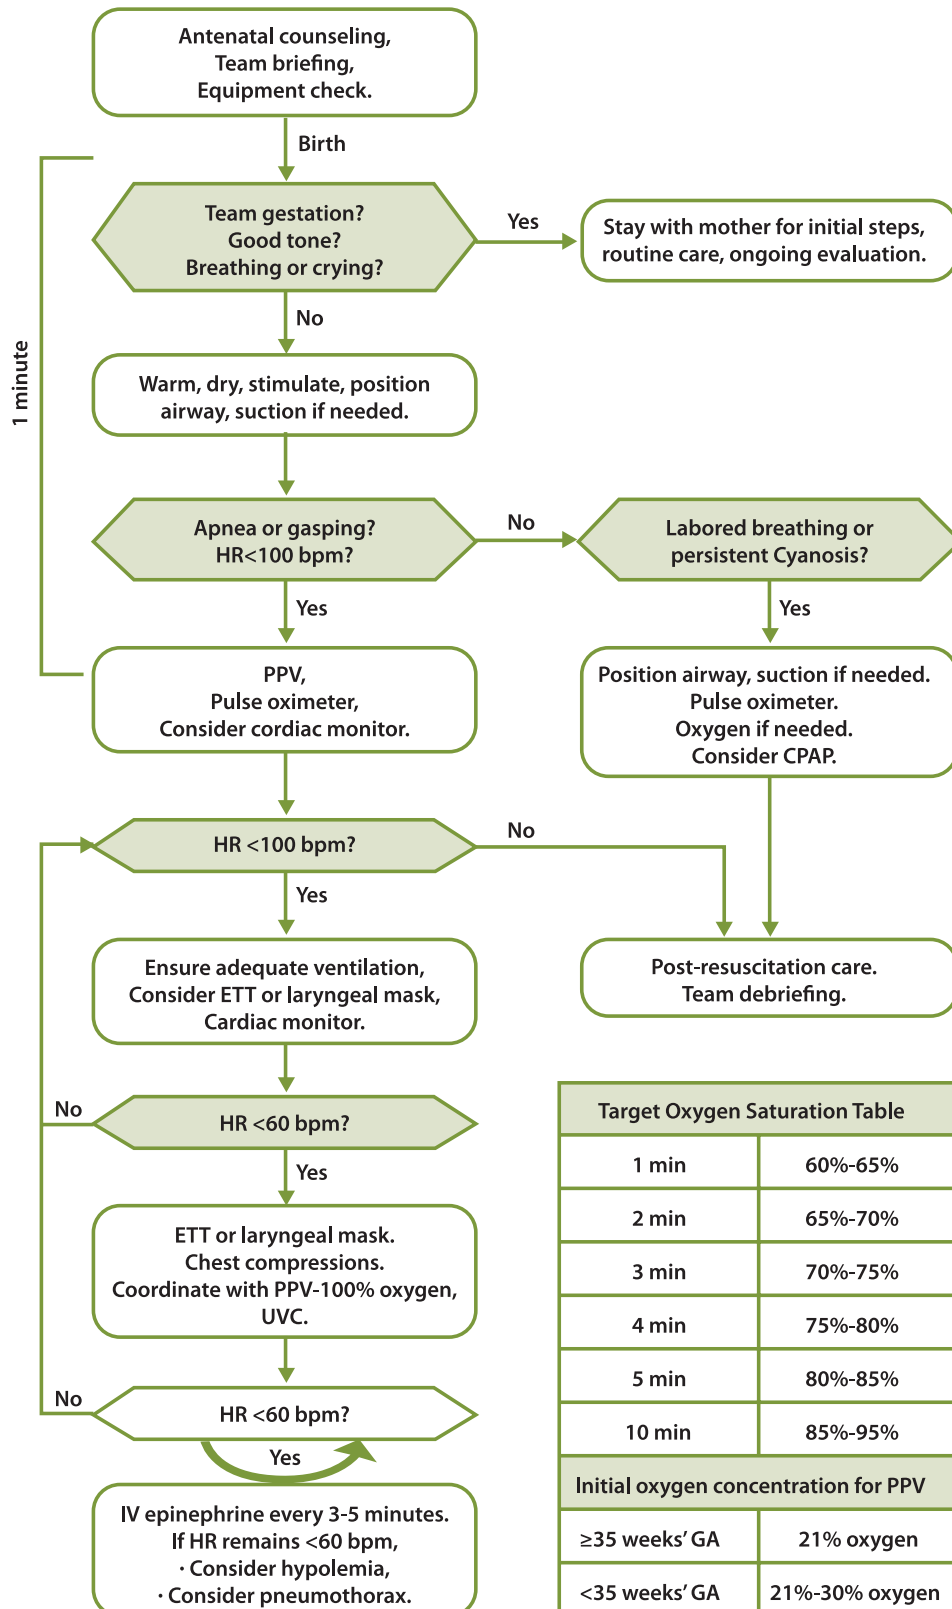 Antenatal counseling,
Team briefing,
Equipment check.
Birth
1 minute
Team gestation?
Good tone?
Breathing or crying?
Yes
Stay with mother for initial steps,
routine care, ongoing evaluation.
No
Warm, dry, stimulate, position
airway, suction if needed.
Apnea or gasping?
HR<100 bpm?
No
Labored breathing or
persistent Cyanosis?
Yes
Yes
PPV,
Pulse oximeter,
Consider cordiac monitor.
Position airway, suction if needed.
Pulse oximeter.
Oxygen if needed.
Consider CPAP.
HR <100 bpm?
No
Yes
Ensure adequate ventilation,
Consider ETT or laryngeal mask,
Cardiac monitor.
Post-resuscitation care.
Team debriefing.
No
HR <60 bpm?
Yes
ETT or laryngeal mask.
Chest compressions.
Coordinate with PPV-100% oxygen,
UVC.
No
HR <60 bpm?
Yes
IV epinephrine every 3-5 minutes.
If HR remains <60 bpm,
· Consider hypolemia,
· Consider pneumothorax.
Target Oxygen Saturation Table
1 min 60%-65%
2 min 65%-70%
3 min 70%-75%
4 min 75%-80%
5 min 80%-85%
10 min 85%-95%
Initial oxygen concentration for PPV
≥35 weeks' GA 21% oxygen
<35 weeks' GA 21%-30% oxygen